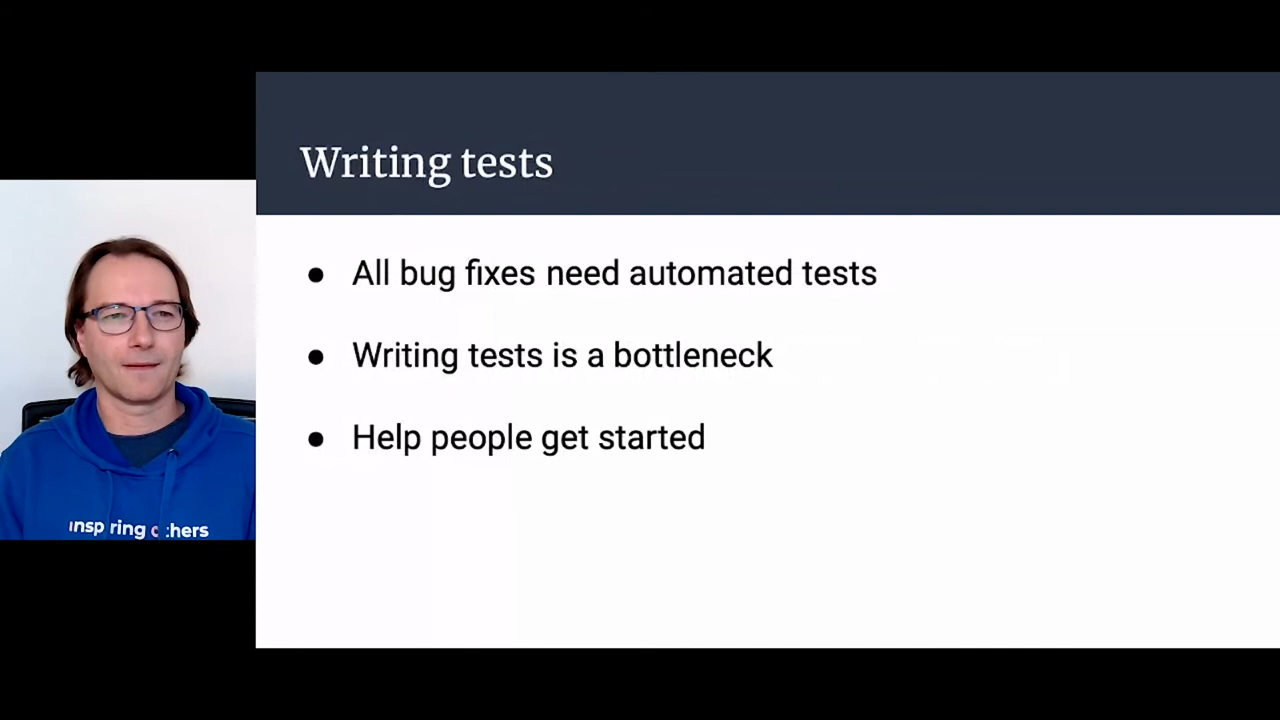 Writing tests
● All bug fixes need automated tests
● Writing tests is a bottleneck
● Help people get started
inspiring others